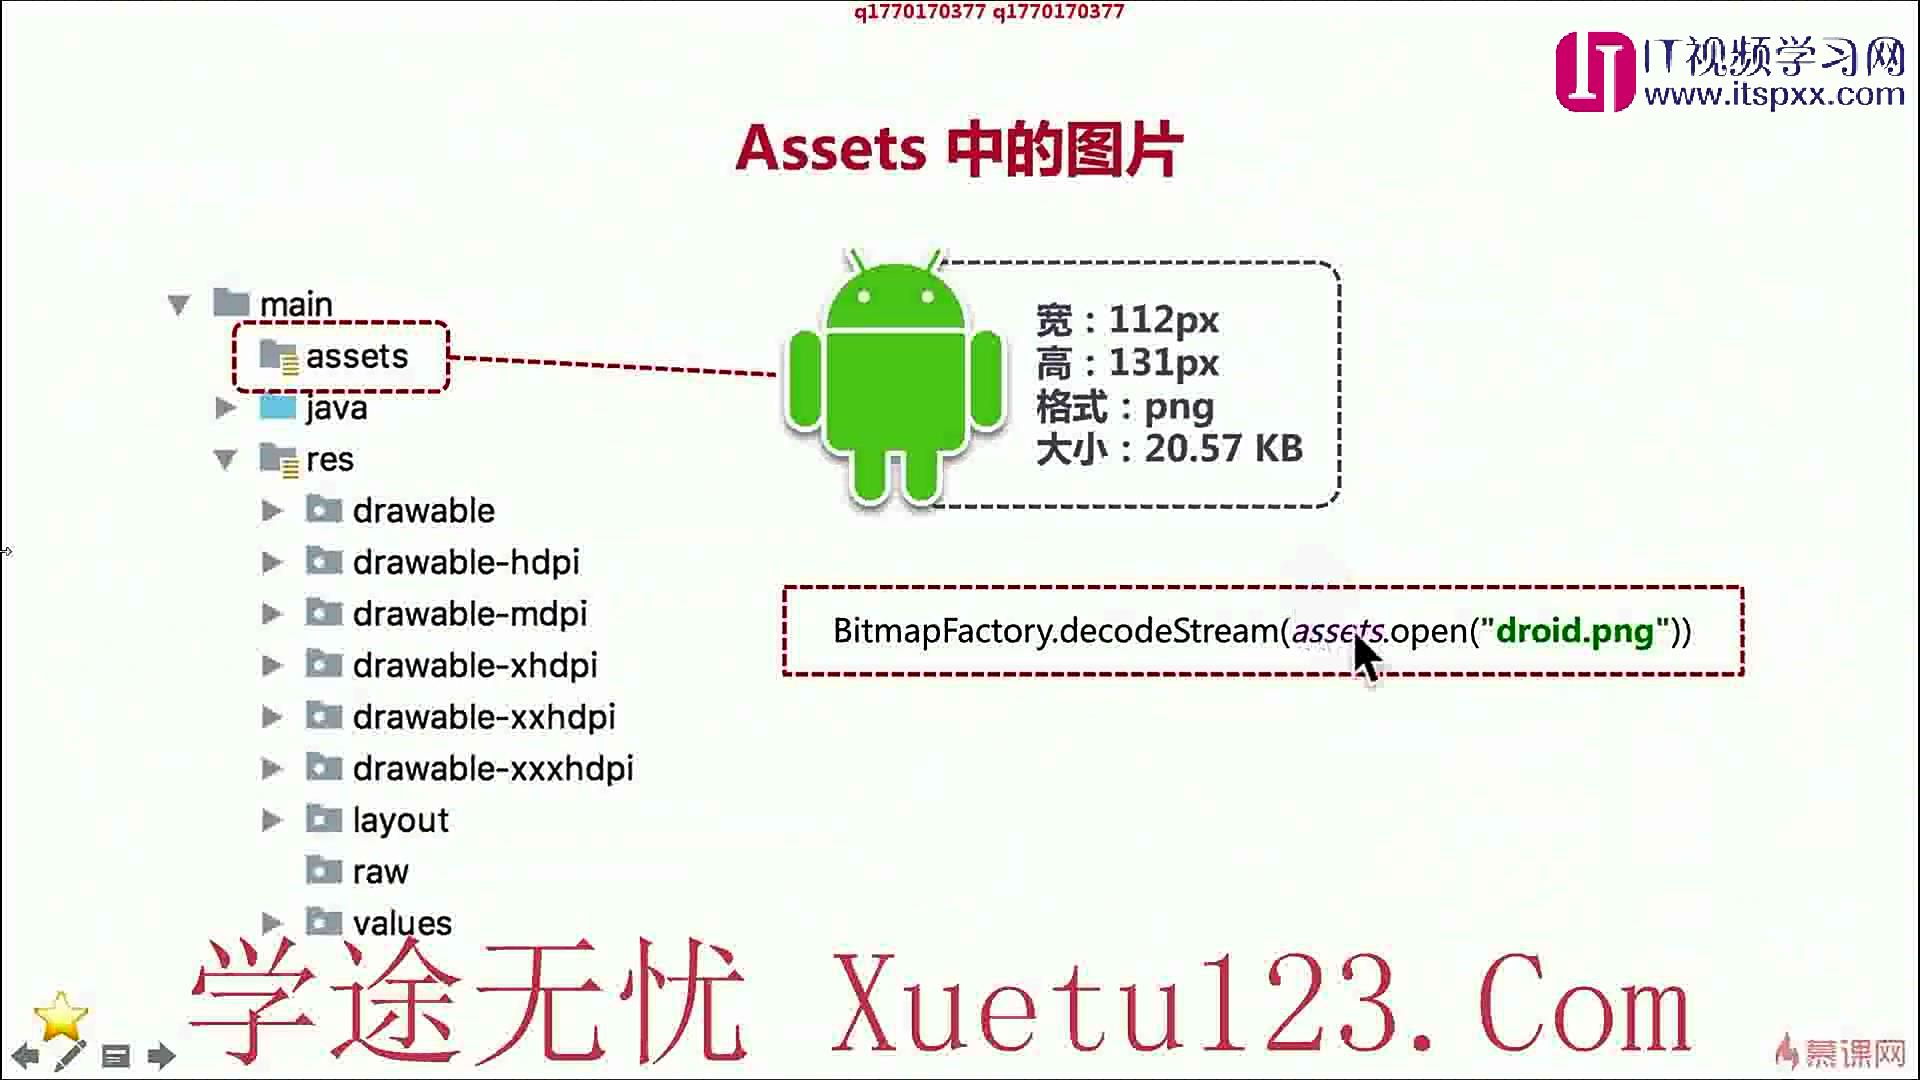 q1770170377 q1770170377
IT视频学习网
www.itspxx.com
Assets 中的图片
main
assets
java
res
drawable
drawable-hdpi
drawable-mdpi
drawable-xhdpi
drawable-xxhdpi
drawable-xxxhdpi
layout
raw
values
宽：112px
高：131px
格式：png
大小：20.57 KB
BitmapFactory.decodeStream(assets.open("droid.png"))
学途无忧 Xuetu123.Com
慕课网